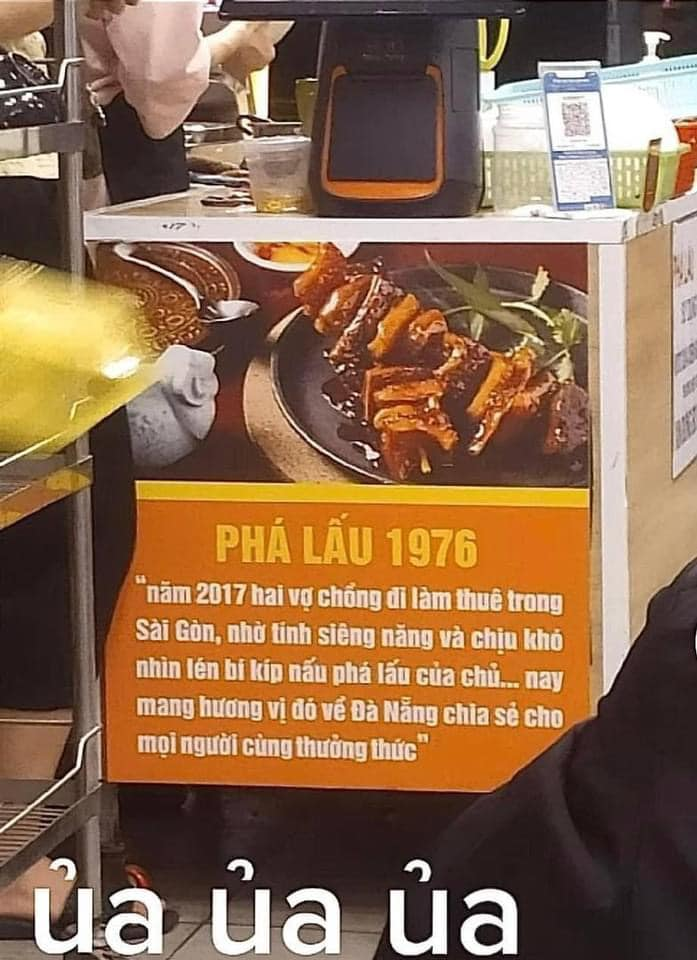 PHÁ LẤU 1976
"năm 2017 hai vợ chồng đi làm thuê trong
Sài Gòn, nhờ tính siêng năng và chịu khó
nhìn lén bí kíp nấu phá lấu của chủ... nay
mang hương vị đó về Đà Nẵng chia sẻ cho
mọi người cùng thưởng thức"
ủa ủa ủa